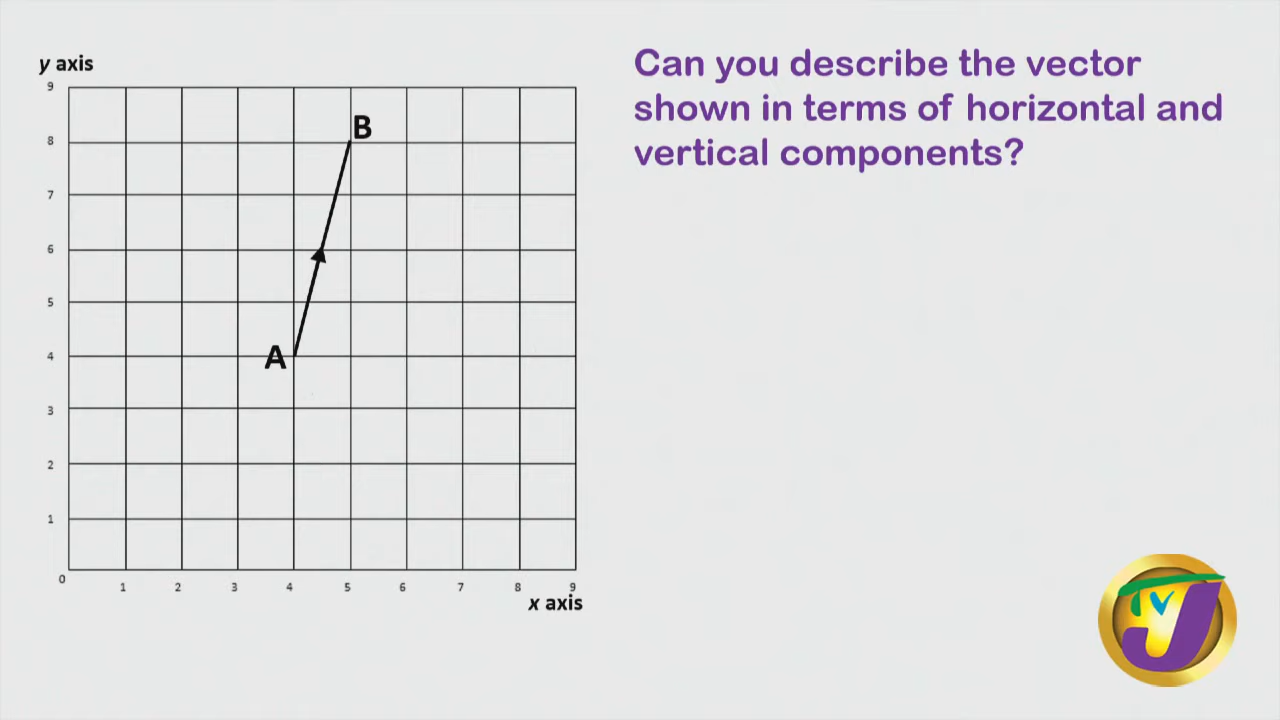 y axis
Can you describe the vector
shown in terms of horizontal and
vertical components?
9
B
8
7
6
5
A
4
3
2
1
0
1 2 3 4 5 6 7 8 9
x axis
TVJ